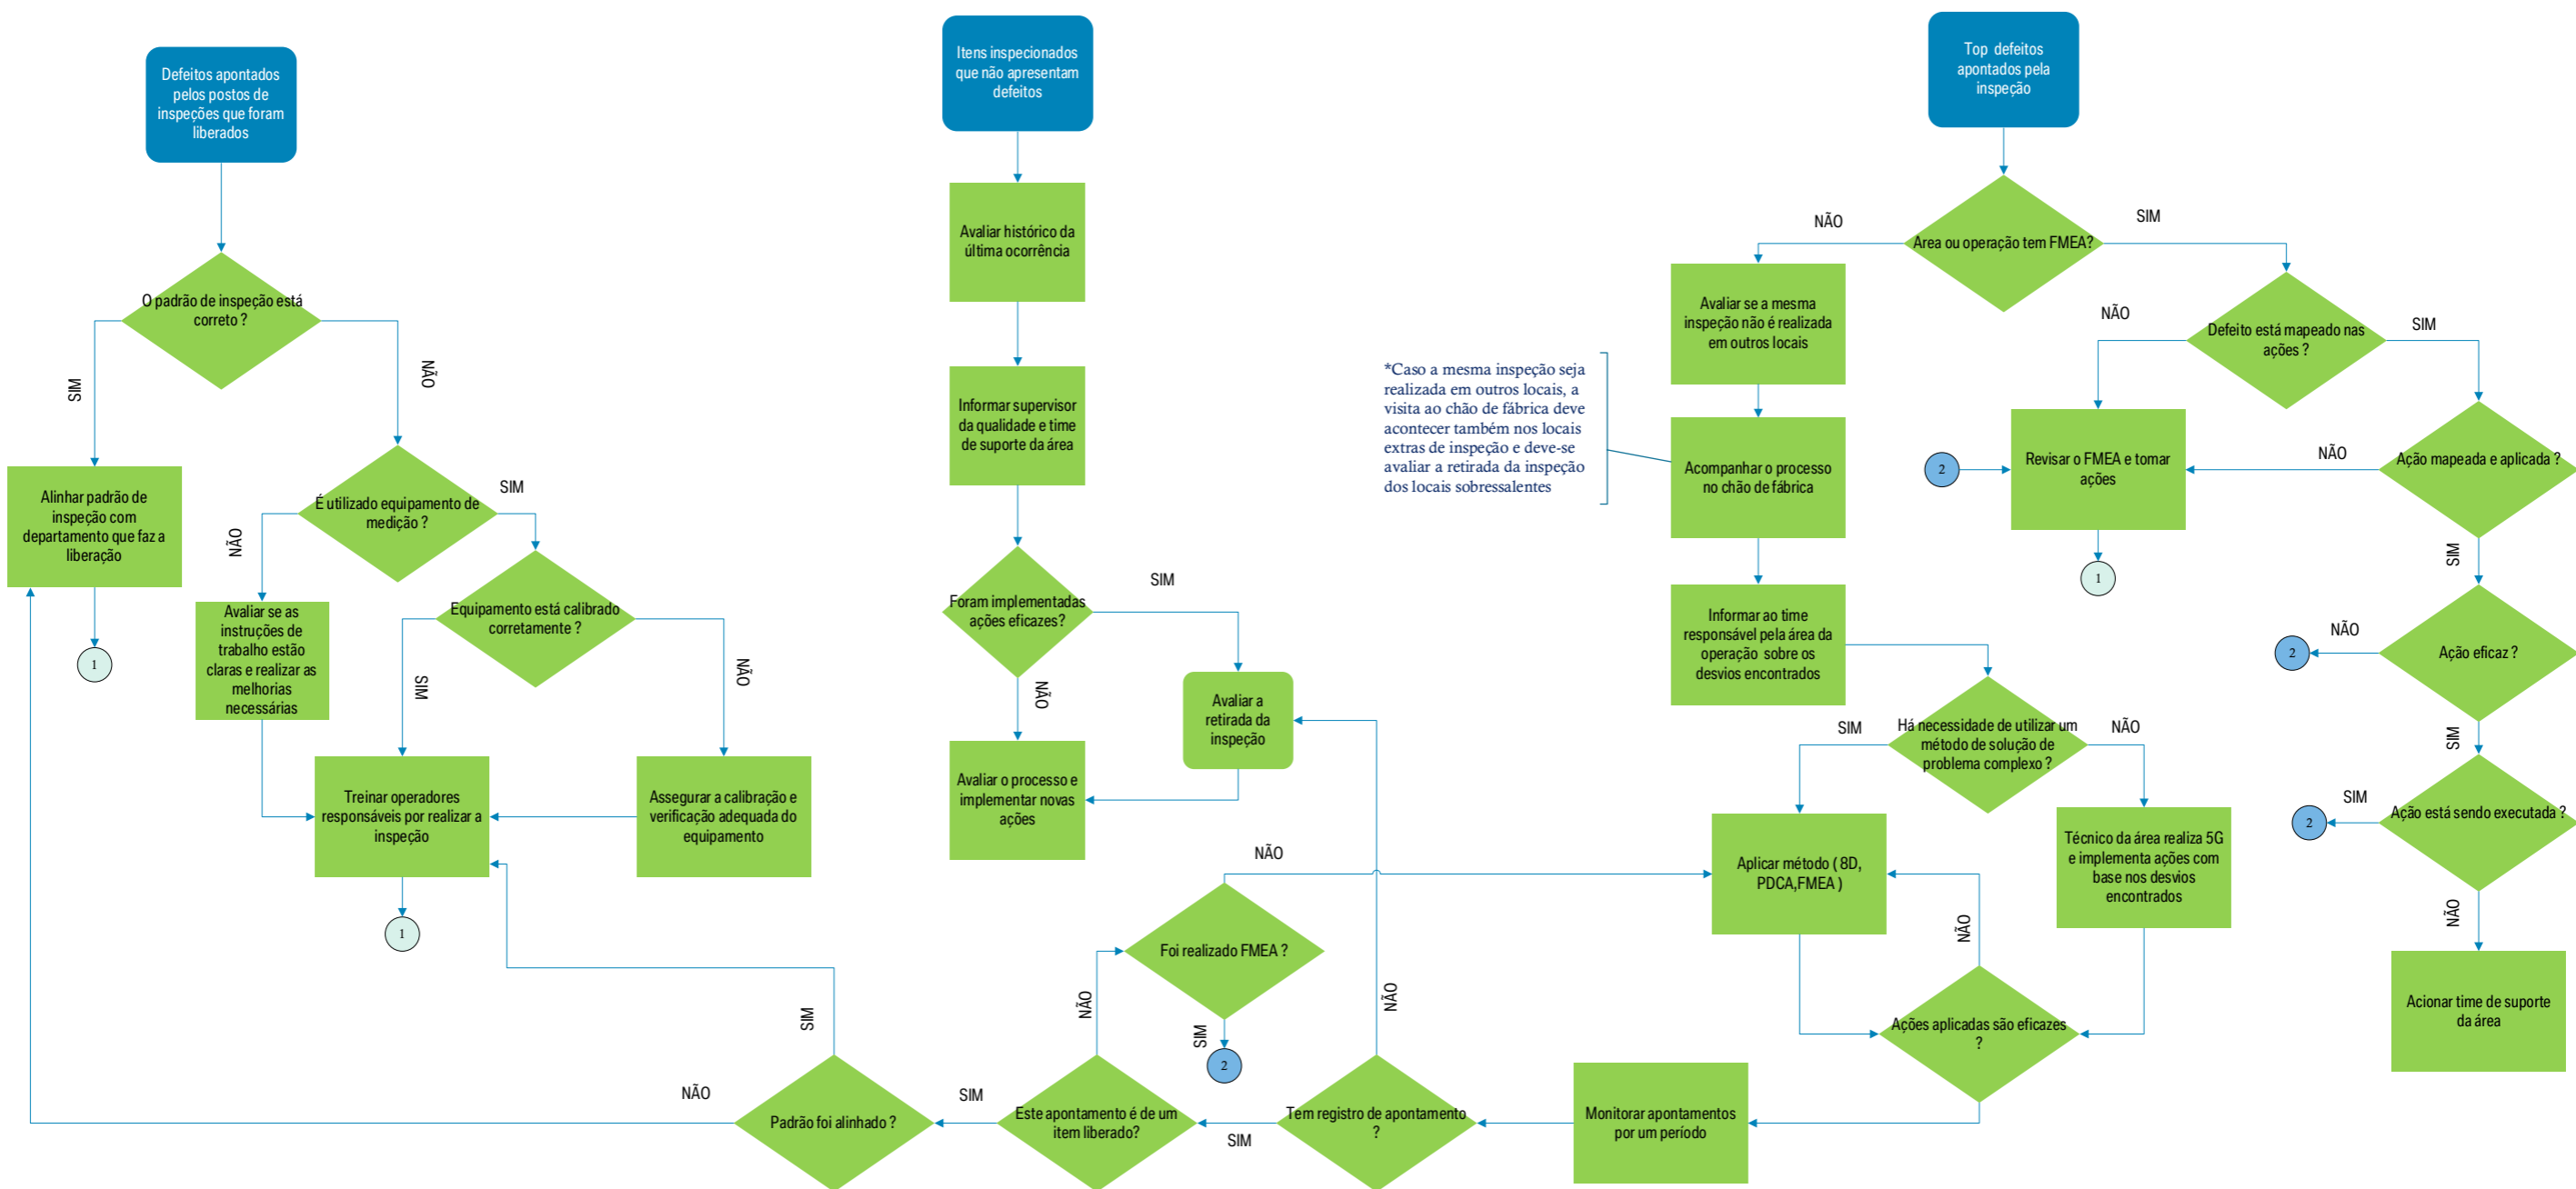 Defeitos apontados
pelos postos de
inspeções que foram
liberados
O padrão de inspeção está
correto ?
SIM
NÃO
Alinhar padrão de
inspeção com
departamento que faz a
liberação
1
É utilizado equipamento de
medição ?
SIM
NÃO
Avaliar se as
instruções de
trabalho estão
claras e realizar as
melhorias
necessárias
Equipamento está calibrado
corretamente ?
SIM
NÃO
Treinar operadores
responsáveis por realizar a
inspeção
Assegurar a calibração e
verificação adequada do
equipamento
1
Itens inspecionados
que não apresentam
defeitos
Avaliar histórico da
última ocorrência
Informar supervisor
da qualidade e time
de suporte da área
Foram implementadas
ações eficazes?
SIM
NÃO
Avaliar a
retirada da
inspeção
Avaliar o processo e
implementar novas
ações
Top defeitos
apontados pela
inspeção
Area ou operação tem FMEA?
NÃO
SIM
Avaliar se a mesma
inspeção não é realizada
em outros locais
*Caso a mesma inspeção seja
realizada em outros locais, a
visita ao chão de fábrica deve
acontecer também nos locais
extras de inspeção e deve-se
avaliar a retirada da inspeção
dos locais sobressalentes
Acompanhar o processo
no chão de fábrica
Informar ao time
responsável pela área da
operação sobre os
desvios encontrados
Há necessidade de utilizar um
método de solução de
problema complexo ?
SIM
NÃO
Aplicar método ( 8D,
PDCA,FMEA )
Técnico da área realiza 5G
e implementa ações com
base nos desvios
encontrados
NÃO
Ações aplicadas são eficazes
?
Defeito está mapeado nas
ações ?
NÃO
SIM
2
Revisar o FMEA e tomar
ações
1
Ação mapeada e aplicada ?
NÃO
SIM
Ação eficaz ?
NÃO
2
SIM
Ação está sendo executada ?
SIM
2
NÃO
Acionar time de suporte
da área
Monitorar apontamentos
por um período
Tem registro de apontamento
?
NÃO
SIM
Este apontamento é de um
item liberado?
NÃO
SIM
Foi realizado FMEA ?
NÃO
SIM
2
Padrão foi alinhado ?
SIM
NÃO